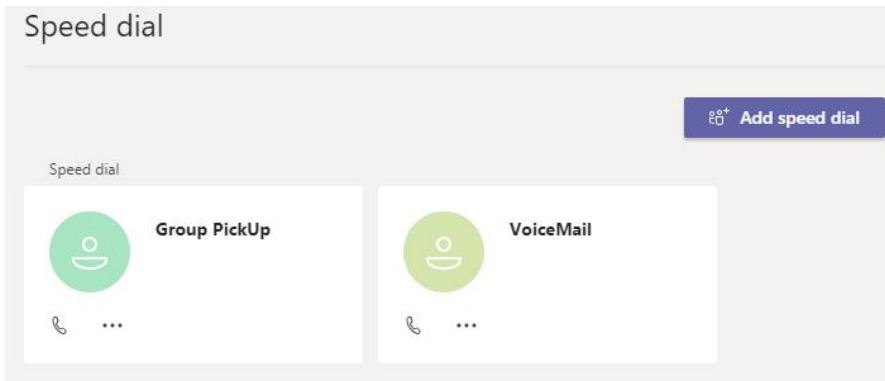 Speed dial
Add speed dial
Speed dial
Group PickUp
VoiceMail